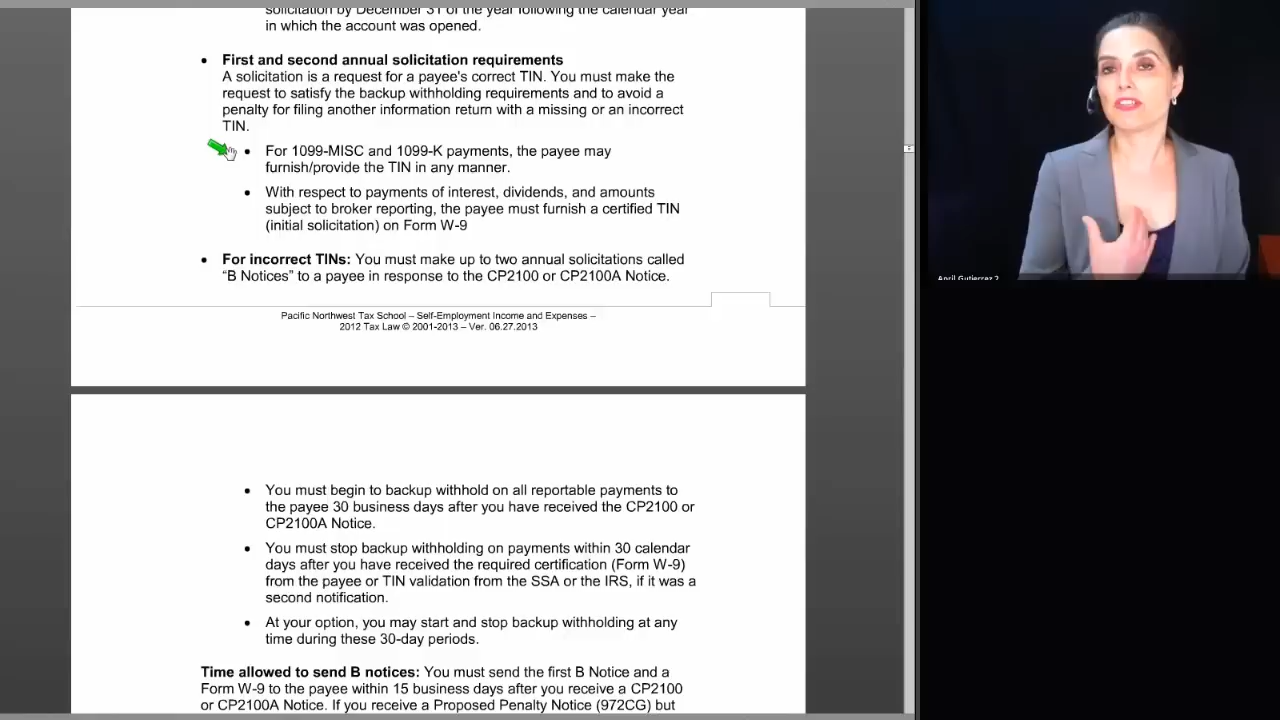 solicitation by December 31 of the year following the calendar year
in which the account was opened.
• First and second annual solicitation requirements
A solicitation is a request for a payee's correct TIN. You must make the
request to satisfy the backup withholding requirements and to avoid a
penalty for filing another information return with a missing or an incorrect
TIN.
• For 1099-MISC and 1099-K payments, the payee may
furnish/provide the TIN in any manner.
• With respect to payments of interest, dividends, and amounts
subject to broker reporting, the payee must furnish a certified TIN
(initial solicitation) on Form W-9
• For incorrect TINs: You must make up to two annual solicitations called
“B Notices” to a payee in response to the CP2100 or CP2100A Notice.
Pacific Northwest Tax School – Self-Employment Income and Expenses –
2012 Tax Law © 2001-2013 – Ver. 06.27.2013
• You must begin to backup withhold on all reportable payments to
the payee 30 business days after you have received the CP2100 or
CP2100A Notice.
• You must stop backup withholding on payments within 30 calendar
days after you have received the required certification (Form W-9)
from the payee or TIN validation from the SSA or the IRS, if it was a
second notification.
• At your option, you may start and stop backup withholding at any
time during these 30-day periods.
Time allowed to send B notices: You must send the first B Notice and a
Form W-9 to the payee within 15 business days after you receive a CP2100
or CP2100A Notice. If you receive a Proposed Penalty Notice (972CG) but
April Gutierrez 2